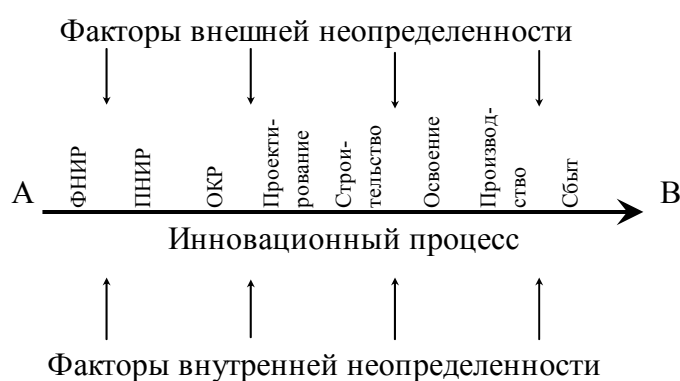 Факторы внешней неопределенности
A
ФНИР
ПНИР
ОКР
Проекти-
рование
Строи-
тельство
Освоение
Производ-
ство
Сбыт
B
Инновационный процесс
Факторы внутренней неопределенности